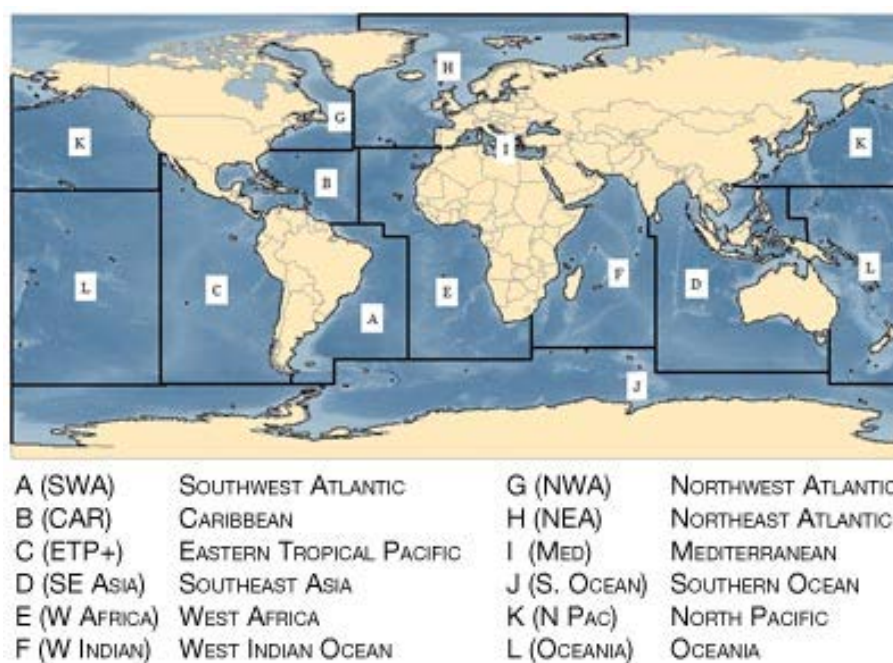 H
G
K
K
I
B
L
C
E
F
D
L
A
J
A (SWA) SOUTHWEST ATLANTIC G (NWA) NORTHWEST ATLANTIC
B (CAR) CARIBBEAN H (NEA) NORTHEAST ATLANTIC
C (ETP+) EASTERN TROPICAL PACIFIC I (MED) MEDITERRANEAN
D (SE ASIA) SOUTHEAST ASIA J (S. OCEAN) SOUTHERN OCEAN
E (W AFRICA) WEST AFRICA K (N PAC) NORTH PACIFIC
F (W INDIAN) WEST INDIAN OCEAN L (OCEANIA) OCEANIA